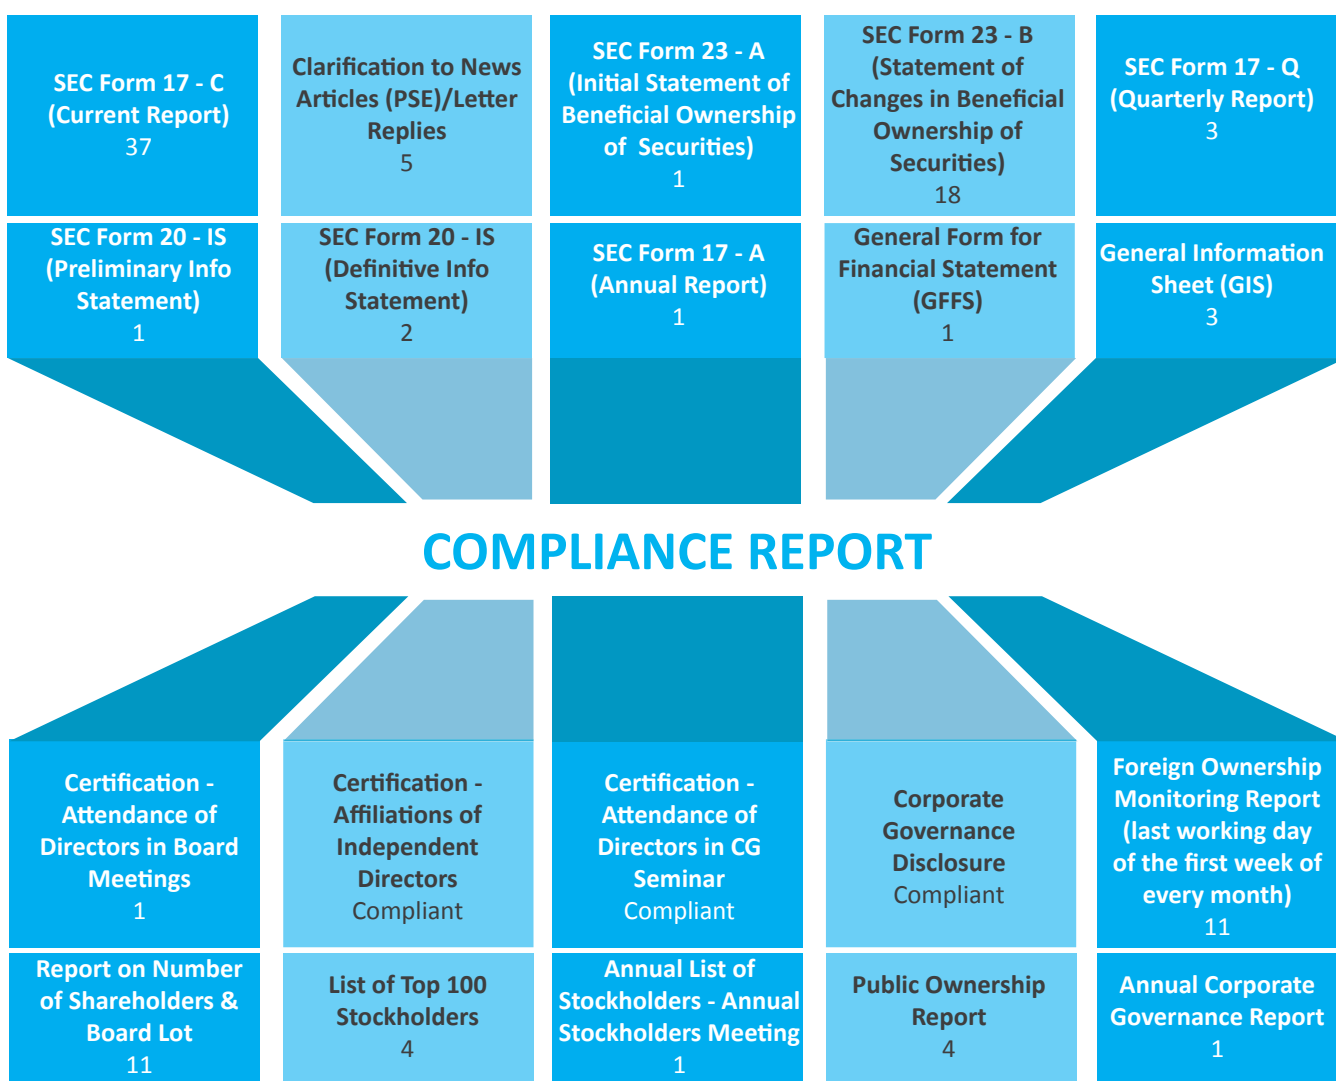 SEC Form 17 - C
(Current Report)
37
Clarification to News
Articles (PSE)/Letter
Replies
5
SEC Form 23 - A
(Initial Statement of
Beneficial Ownership
of Securities)
1
SEC Form 23 - B
(Statement of
Changes in Beneficial
Ownership of
Securities)
18
SEC Form 17 - Q
(Quarterly Report)
3
SEC Form 20 - IS
(Preliminary Info
Statement)
1
SEC Form 20 - IS
(Definitive Info
Statement)
2
SEC Form 17 - A
(Annual Report)
1
General Form for
Financial Statement
(GFFS)
1
General Information
Sheet (GIS)
3
COMPLIANCE REPORT
Certification -
Attendance of
Directors in Board
Meetings
1
Certification -
Affiliations of
Independent
Directors
Compliant
Certification -
Attendance of
Directors in CG
Seminar
Compliant
Corporate
Governance
Disclosure
Compliant
Foreign Ownership
Monitoring Report
(last working day
of the first week of
every month)
11
Report on Number
of Shareholders &
Board Lot
11
List of Top 100
Stockholders
4
Annual List of
Stockholders - Annual
Stockholders Meeting
1
Public Ownership
Report
4
Annual Corporate
Governance Report
1